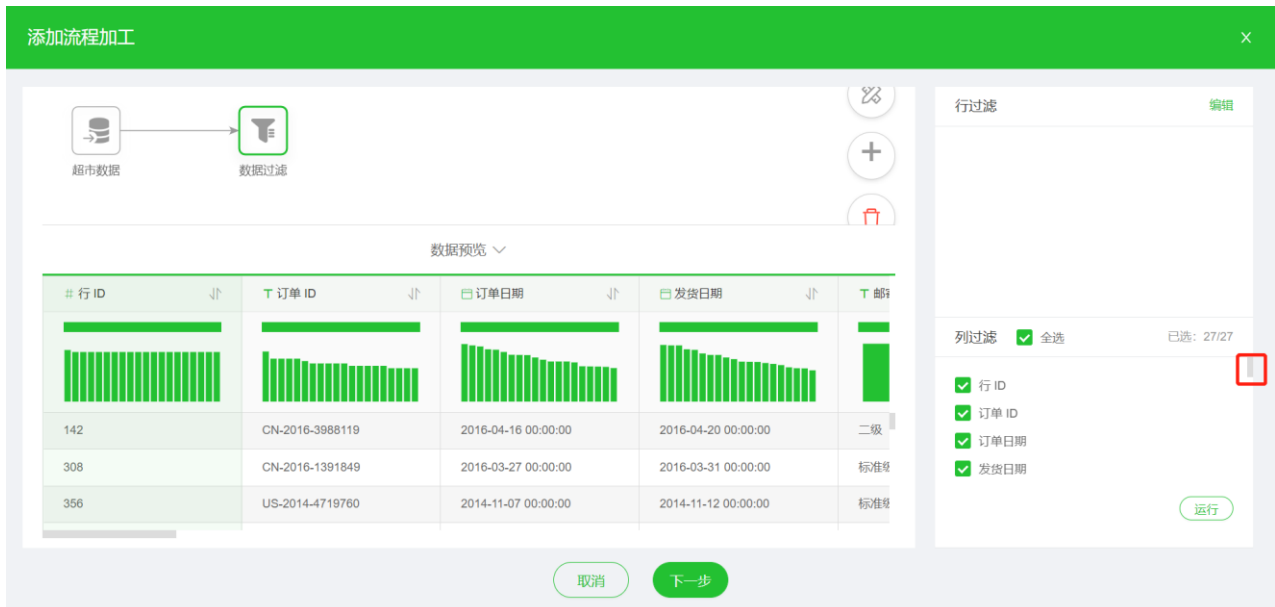 添加流程加工
超市数据
数据过滤
数据预览
行 ID 订单 ID 订单日期 发货日期
142 CN-2016-3988119 2016-04-16 00:00:00 2016-04-20 00:00:00 二级
308 CN-2016-1391849 2016-03-27 00:00:00 2016-03-31 00:00:00 标准级
356 US-2014-4719760 2014-11-07 00:00:00 2014-11-12 00:00:00 标准级
行过滤 编辑
列过滤 全选 已选：27/27
行 ID
订单 ID
订单日期
发货日期
运行
取消 下一步